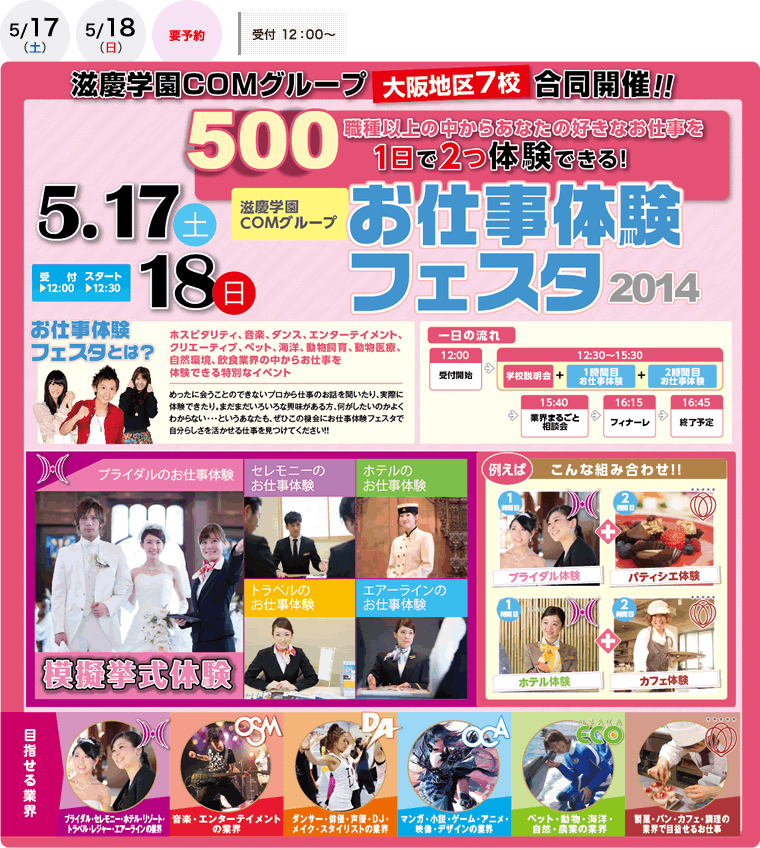 5/17
(土)
5/18
(日)
要予約
受付 12:00～
滋慶学園COMグループ 大阪地区7校 合同開催!!
500 職種以上の中からあなたの好きなお仕事を
1日で2つ体験できる!
5.17土
18日
受付 スタート
▶12:00 ▶12:30
滋慶学園
COMグループ
お仕事体験
フェスタ 2014
お仕事体験
フェスタとは?
ホスピタリティ、音楽、ダンス、エンターテイメント、
クリエーティブ、ペット、海洋、動物飼育、動物医療、
自然環境、飲食業界の中からお仕事を
体験できる特別なイベント
めったに会うことのできないプロから仕事のお話を聞いたり、実際に
体験できたり。まだまだいろいろな興味がある方、何がしたいのかよく
わからない・・・というあなたも、ぜひこの機会にお仕事体験フェスタで
自分らしさを活かせる仕事を見つけてください!!
一日の流れ
12:00
受付開始
12:30~15:30
学校説明会 + 1時間目 お仕事体験 + 2時間目 お仕事体験
15:40
業界まるごと
相談会
16:15
フィナーレ
16:45
終了予定
ブライダルのお仕事体験
模擬挙式体験
セレモニーの
お仕事体験
ホテルの
お仕事体験
トラベルの
お仕事体験
エアーラインの
お仕事体験
例えば こんな組み合わせ!!
1
時間目
ブライダル体験
2
時間目
パティシエ体験
1
時間目
ホテル体験
2
時間目
カフェ体験
目指せる業界
ブライダル・セレモニー・ホテル・リゾート・
トラベル・レジャー・エアーラインの業界
OSM
音楽・エンターテイメント
の業界
DA
ダンサー・俳優・声優・DJ・
メイク・スタイリストの業界
OCA
マンガ・小説・ゲーム・アニメ・
映像・デザインの業界
OSAKA
ECO
ペット・動物・海洋・
自然・農業の業界
製菓・パン・カフェ・調理の
業界で目指せるお仕事